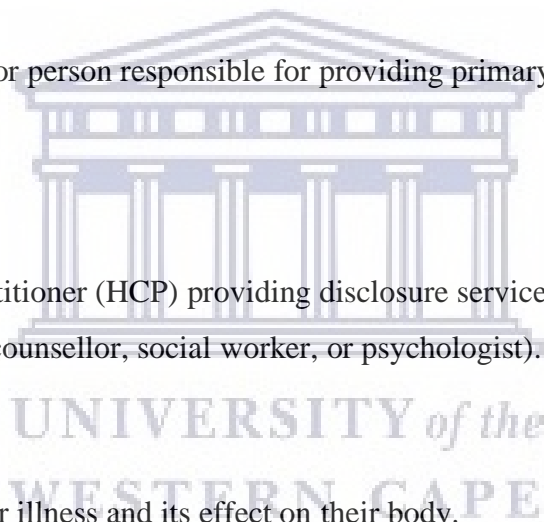 or person responsible for providing primary
titioner (HCP) providing disclosure service
counsellor, social worker, or psychologist).
UNIVERSITY of the
r illness and its effect on their body.
WESTERN CAPE